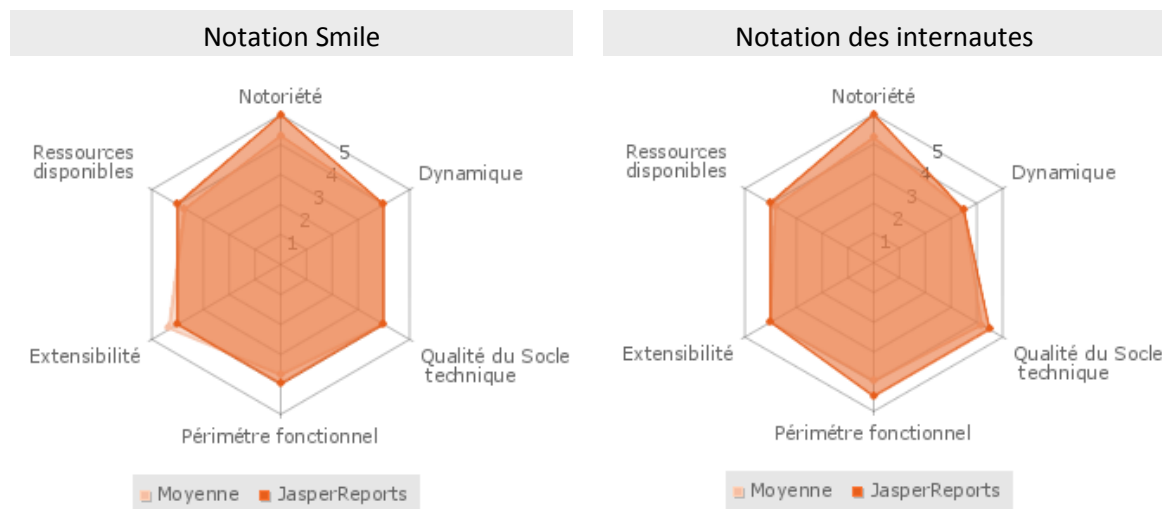 Notation Smile
Notoriété
Ressources
disponibles
5
Dynamique
4
3
2
1
Extensibilité
Qualité du Socle
technique
Périmétre fonctionnel
Moyenne JasperReports
Notation des internautes
Notoriété
Ressources
disponibles
5
Dynamique
4
3
2
1
Extensibilité
Qualité du Socle
technique
Périmétre fonctionnel
Moyenne JasperReports